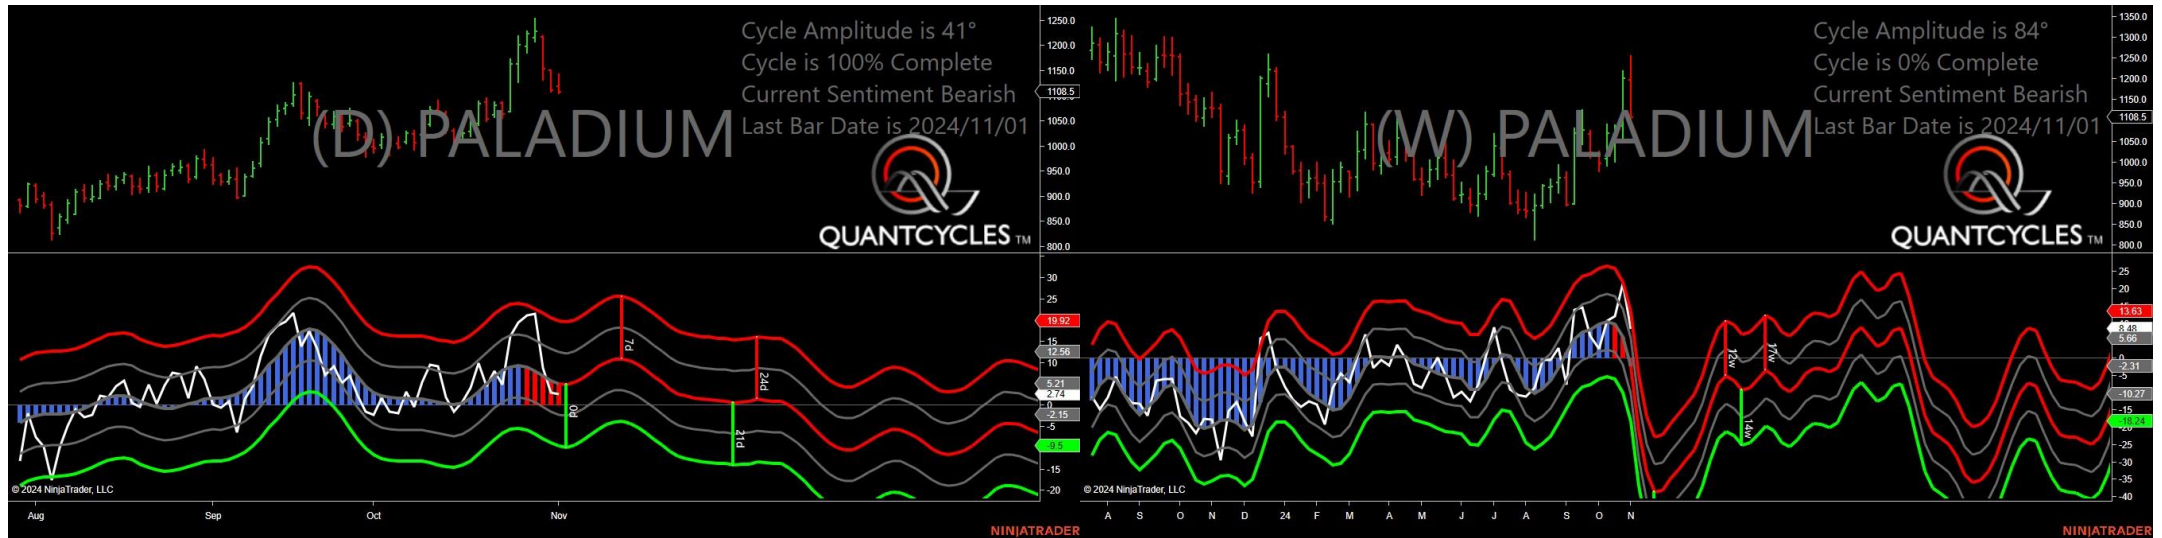 Cycle Amplitude is 41°
Cycle is 100% Complete
Current Sentiment Bearish
Last Bar Date is 2024/11/01
(D) PALADIUM
QUANTCYCLES TM
1250.0
1200.0
1150.0
1108.5
1050.0
1000.0
950.0
900.0
850.0
800.0
30
25
19.92
15
12.56
10
5.21
2.74
0
-2.15
-5
-9.5
-15
-20
7d
24d
0d
21d
© 2024 NinjaTrader, LLC
Aug Sep Oct Nov
NINJATRADER
Cycle Amplitude is 84°
Cycle is 0% Complete
Current Sentiment Bearish
Last Bar Date is 2024/11/01
(W) PALADIUM
QUANTCYCLES TM
1350.0
1300.0
1250.0
1200.0
1150.0
1108.5
1050.0
1000.0
950.0
900.0
850.0
800.0
25
20
13.63
8.48
5.66
0
-2.31
-5
-10.27
-15
-18.24
-25
-30
-35
-40
12w
17w
14w
© 2024 NinjaTrader, LLC
A S O N D 24 F M A M J J A S O N
NINJATRADER